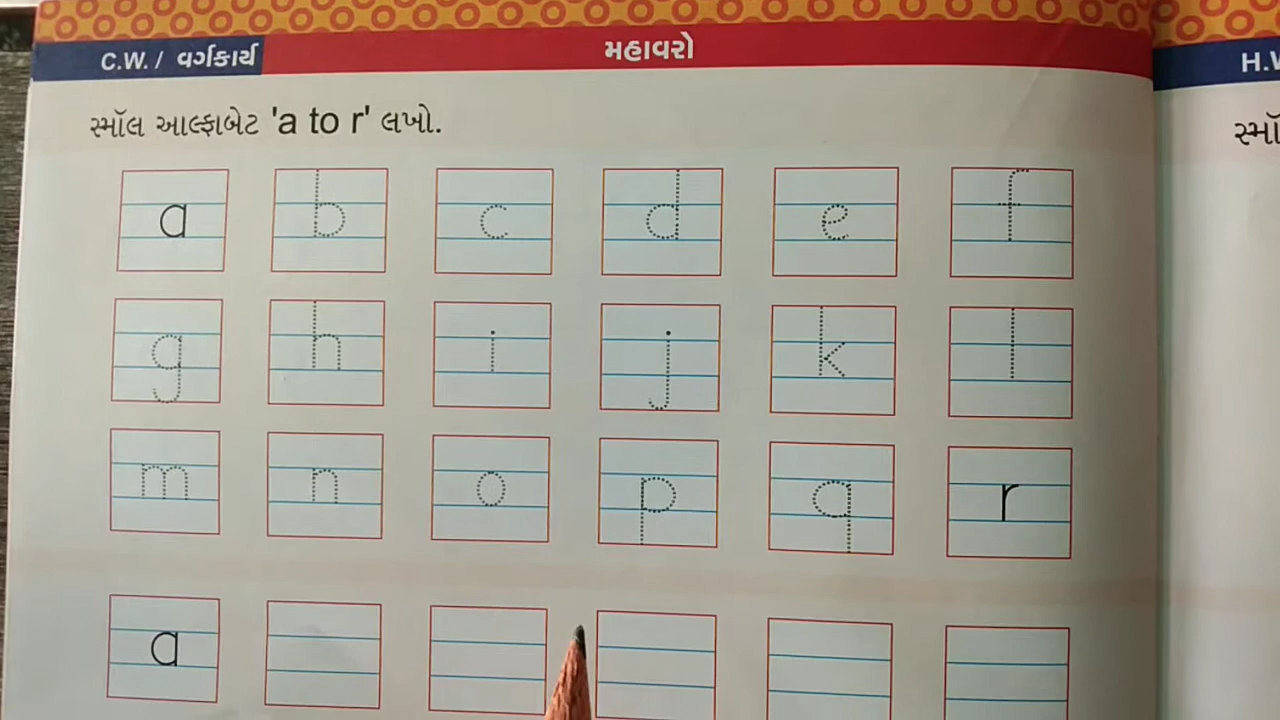 C.W. / વર્ગકાર્ય
મહાવરો
H.W
સ્મૉલ આલ્ફાબેટ 'a to r' લખો.
સ્મૉ
a b c d e f
g h i j k l
m n o p q r
a